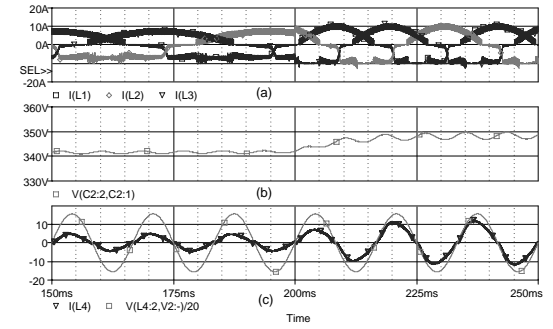 20A
10A
0A
SEL>>
-20A
I(L1) I(L2) I(L3)
(a)
360V
350V
340V
330V
V(C2:2,C2:1)
(b)
10
0
-10
-20
150ms 175ms 200ms 225ms 250ms
I(L4) V(L4:2,V2:-)/20
(c)
Time